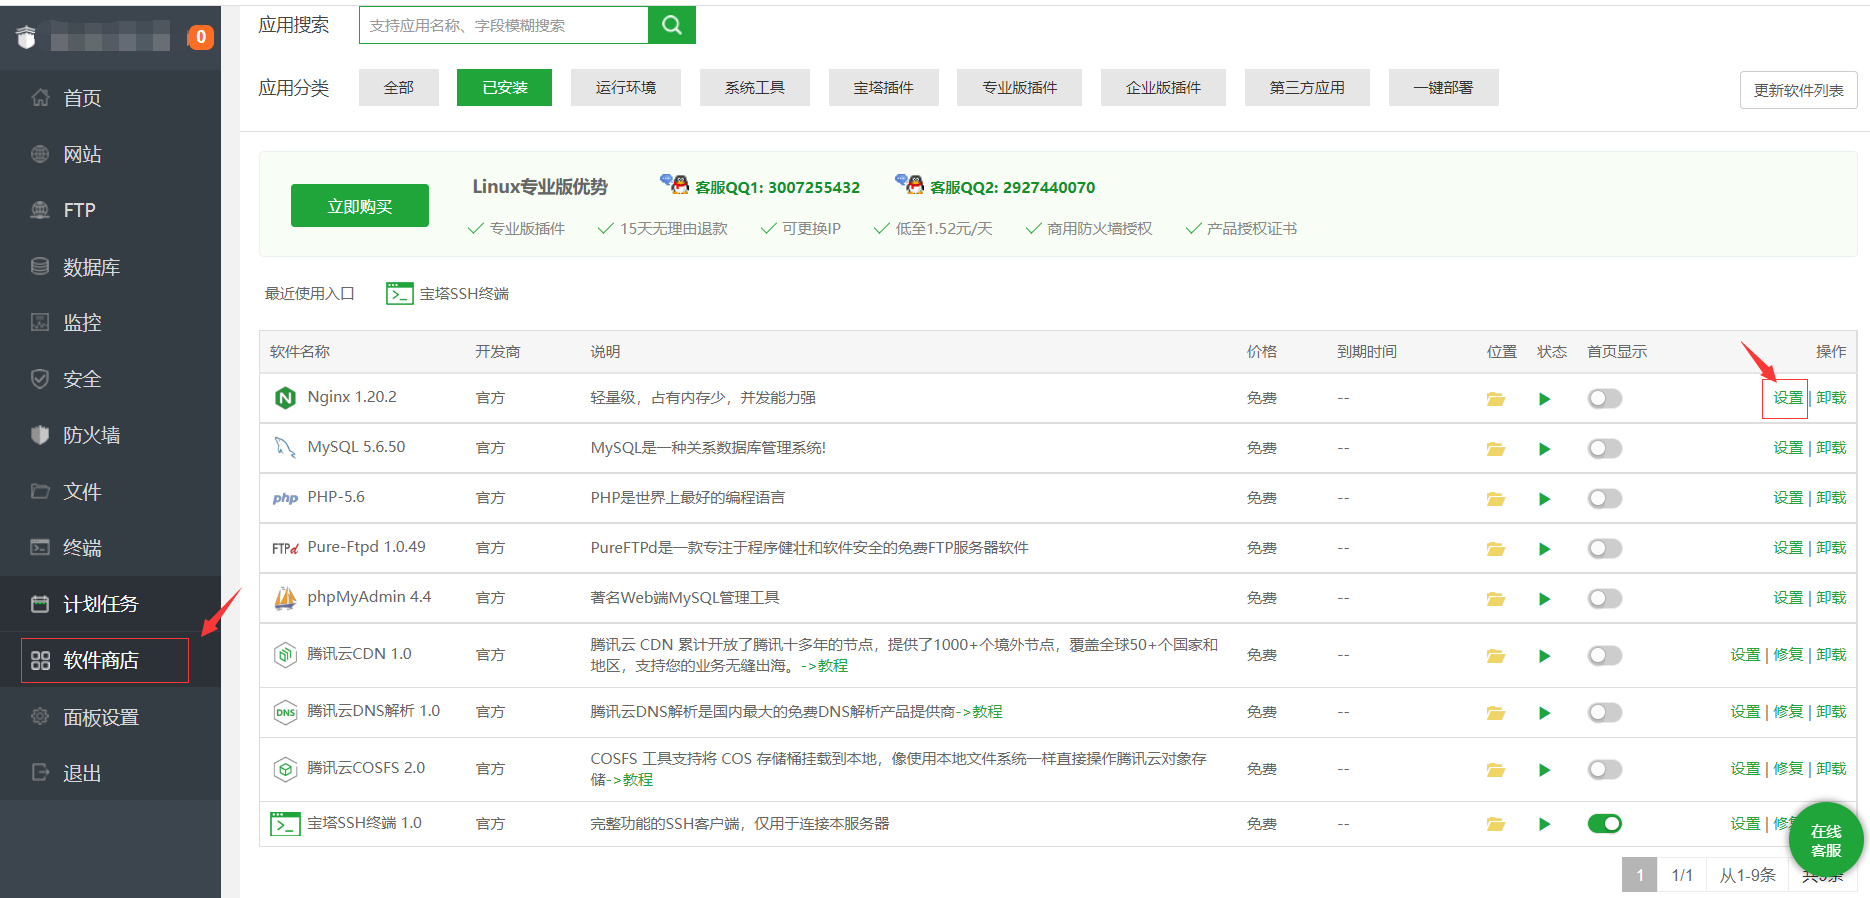 0
首页
网站
FTP
数据库
监控
安全
防火墙
文件
终端
计划任务
软件商店
面板设置
退出
应用搜索 支持应用名称、字段模糊搜索
应用分类 全部 已安装 运行环境 系统工具 宝塔插件 专业版插件 企业版插件 第三方应用 一键部署 更新软件列表
立即购买
Linux专业版优势 客服QQ1: 3007255432 客服QQ2: 2927440070
专业版插件 15天无理由退款 可更换IP 低至1.52元/天 商用防火墙授权 产品授权证书
最近使用入口 宝塔SSH终端
软件名称 开发商 说明 价格 到期时间 位置 状态 首页显示 操作
Nginx 1.20.2 官方 轻量级，占有内存少，并发能力强 免费 -- 设置 | 卸载
MySQL 5.6.50 官方 MySQL是一种关系数据库管理系统! 免费 -- 设置 | 卸载
php PHP-5.6 官方 PHP是世界上最好的编程语言 免费 -- 设置 | 卸载
FTPd Pure-Ftpd 1.0.49 官方 PureFTPd是一款专注于程序健壮和软件安全的免费FTP服务器软件 免费 -- 设置 | 卸载
phpMyAdmin 4.4 官方 著名Web端MySQL管理工具 免费 -- 设置 | 卸载
腾讯云CDN 1.0 官方 腾讯云 CDN 累计开放了腾讯十多年的节点，提供了1000+个境外节点，覆盖全球50+个国家和
地区，支持您的业务无缝出海。->教程 免费 -- 设置 | 修复 | 卸载
DNS 腾讯云DNS解析 1.0 官方 腾讯云DNS解析是国内最大的免费DNS解析产品提供商->教程 免费 -- 设置 | 修复 | 卸载
腾讯云COSFS 2.0 官方 COSFS 工具支持将 COS 存储桶挂载到本地，像使用本地文件系统一样直接操作腾讯云对象存
储->教程 免费 -- 设置 | 修复 | 卸载
宝塔SSH终端 1.0 官方 完整功能的SSH客户端，仅用于连接本服务器 免费 -- 设置 |
在线
客服
1 1/1 从1-9条